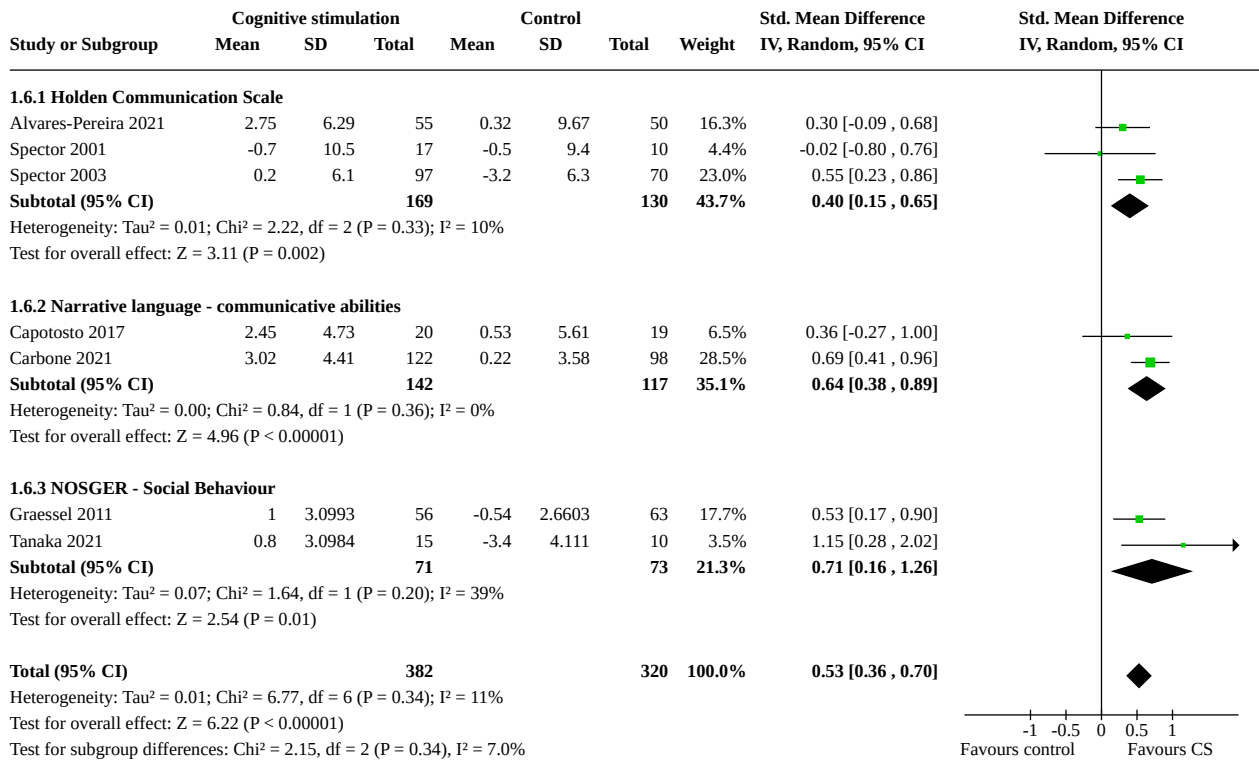 Cognitive stimulation Control Std. Mean Difference Std. Mean Difference
Study or Subgroup Mean SD Total Mean SD Total Weight IV, Random, 95% CI IV, Random, 95% CI
1.6.1 Holden Communication Scale
Alvares-Pereira 2021 2.75 6.29 55 0.32 9.67 50 16.3% 0.30 [-0.09 , 0.68]
Spector 2001 -0.7 10.5 17 -0.5 9.4 10 4.4% -0.02 [-0.80 , 0.76]
Spector 2003 0.2 6.1 97 -3.2 6.3 70 23.0% 0.55 [0.23 , 0.86]
Subtotal (95% CI) 169 130 43.7% 0.40 [0.15 , 0.65]
Heterogeneity: Tau² = 0.01; Chi² = 2.22, df = 2 (P = 0.33); I² = 10%
Test for overall effect: Z = 3.11 (P = 0.002)
1.6.2 Narrative language - communicative abilities
Capotosto 2017 2.45 4.73 20 0.53 5.61 19 6.5% 0.36 [-0.27 , 1.00]
Carbone 2021 3.02 4.41 122 0.22 3.58 98 28.5% 0.69 [0.41 , 0.96]
Subtotal (95% CI) 142 117 35.1% 0.64 [0.38 , 0.89]
Heterogeneity: Tau² = 0.00; Chi² = 0.84, df = 1 (P = 0.36); I² = 0%
Test for overall effect: Z = 4.96 (P < 0.00001)
1.6.3 NOSGER - Social Behaviour
Graessel 2011 1 3.0993 56 -0.54 2.6603 63 17.7% 0.53 [0.17 , 0.90]
Tanaka 2021 0.8 3.0984 15 -3.4 4.111 10 3.5% 1.15 [0.28 , 2.02]
Subtotal (95% CI) 71 73 21.3% 0.71 [0.16 , 1.26]
Heterogeneity: Tau² = 0.07; Chi² = 1.64, df = 1 (P = 0.20); I² = 39%
Test for overall effect: Z = 2.54 (P = 0.01)
Total (95% CI) 382 320 100.0% 0.53 [0.36 , 0.70]
Heterogeneity: Tau² = 0.01; Chi² = 6.77, df = 6 (P = 0.34); I² = 11%
Test for overall effect: Z = 6.22 (P < 0.00001)
-1 -0.5 0 0.5 1
Test for subgroup differences: Chi² = 2.15, df = 2 (P = 0.34), I² = 7.0%
Favours control Favours CS